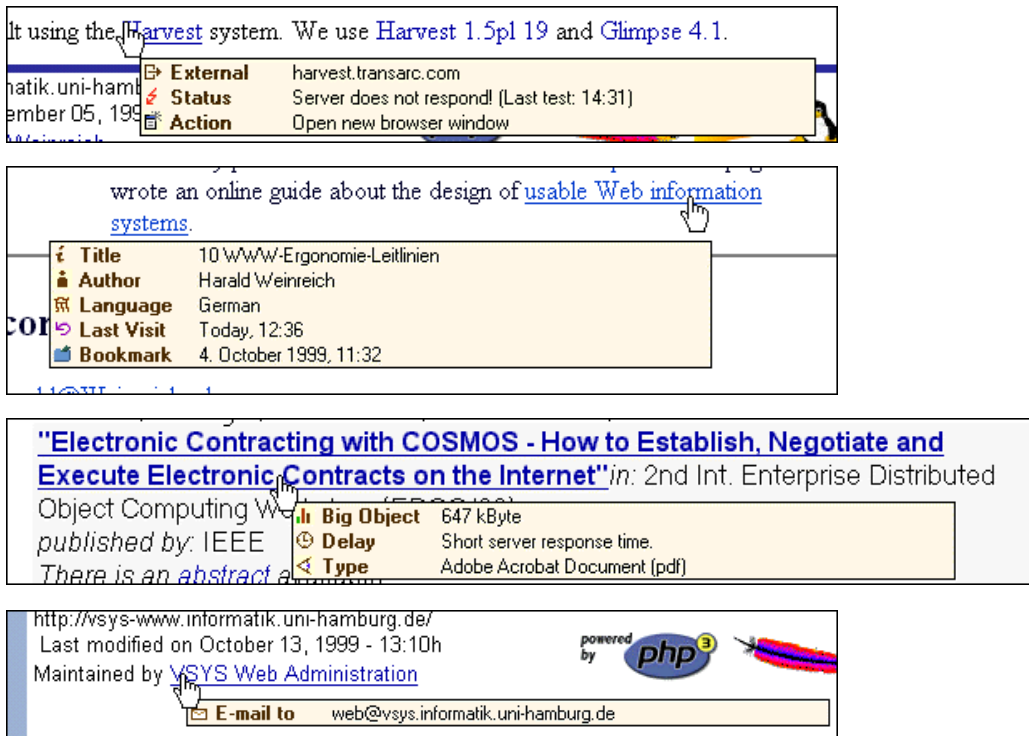 lt using the Harvest system. We use Harvest 1.5pl 19 and Glimpse 4.1.
External harvest.transarc.com
Status Server does not respond! (Last test: 14:31)
Action Open new browser window
ember 05, 199
wrote an online guide about the design of usable Web information
systems.
Title 10 WWW-Ergonomie-Leitlinien
Author Harald Weinreich
Language German
Last Visit Today, 12:36
Bookmark 4. October 1999, 11:32
"Electronic Contracting with COSMOS - How to Establish, Negotiate and
Execute Electronic Contracts on the Internet" in: 2nd Int. Enterprise Distributed
Object Computing
Big Object 647 kByte
published by: IEEE
Delay Short server response time.
Type Adobe Acrobat Document (pdf)
There is an abstract
http://vsys-www.informatik.uni-hamburg.de/
Last modified on October 13, 1999 - 13:10h
powered by php 3
Maintained by VSYS Web Administration
E-mail to web@vsys.informatik.uni-hamburg.de